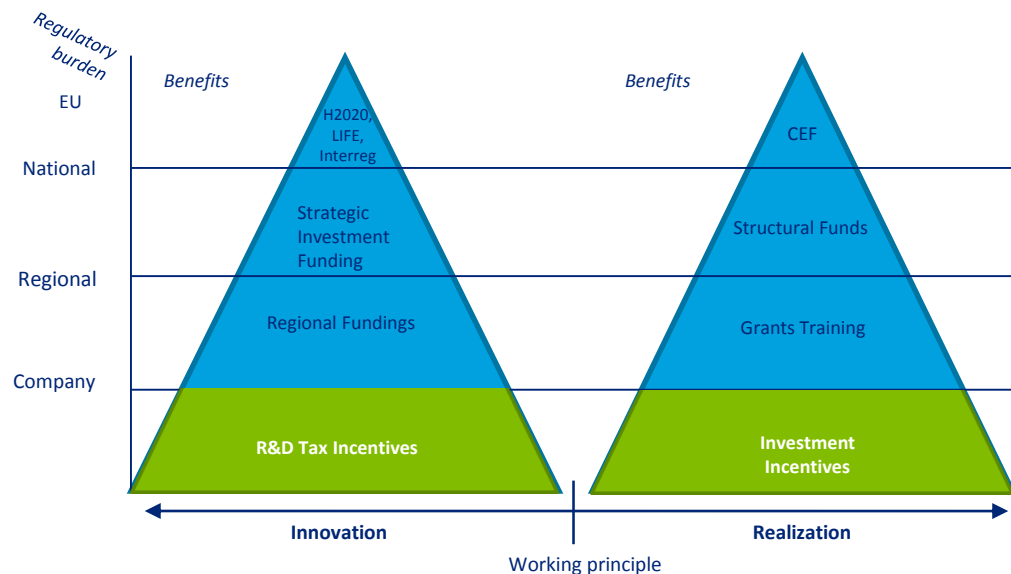 Regulatory
burden
EU
National
Regional
Company
Benefits
H2020,
LIFE,
Interreg
Strategic
Investment
Funding
Regional Fundings
R&D Tax Incentives
Benefits
CEF
Structural Funds
Grants Training
Investment
Incentives
Innovation
Realization
Working principle